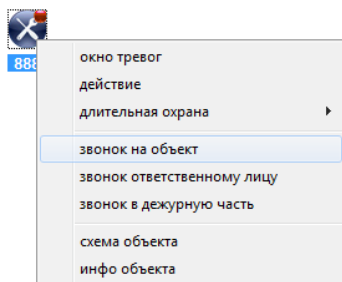 888
окно тревог
действие
длительная охрана
звонок на объект
звонок ответственному лицу
звонок в дежурную часть
схема объекта
инфо объекта